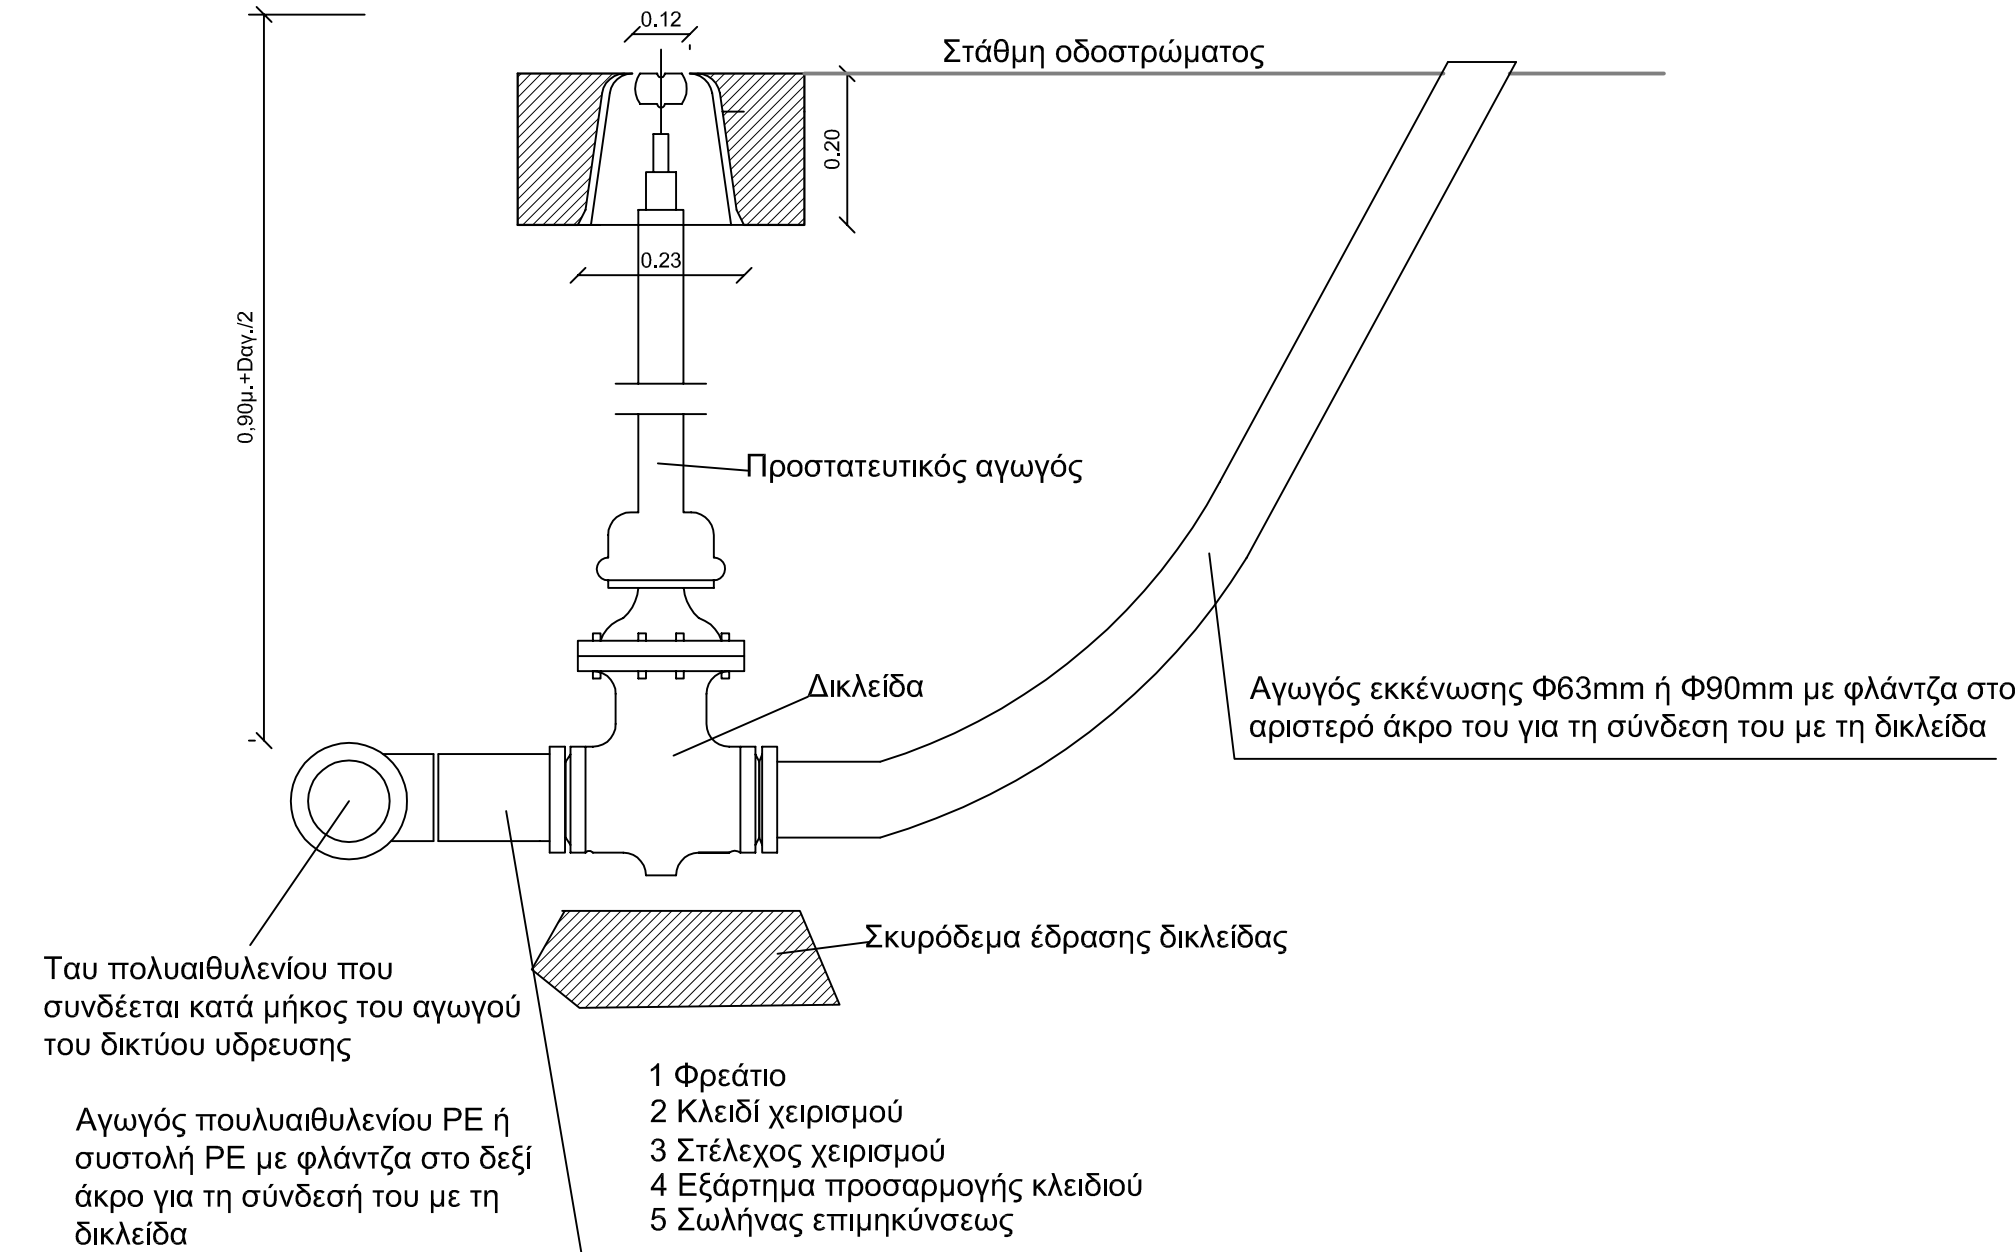 0.12
Στάθμη οδοστρώματος
0.20
0.23
0,90μ.+Dαγ./2
Προστατευτικός αγωγός
Δικλείδα
Αγωγός εκκένωσης Φ63mm ή Φ90mm με φλάντζα στο
αριστερό άκρο του για τη σύνδεση του με τη δικλείδα
Σκυρόδεμα έδρασης δικλείδας
Ταυ πολυαιθυλενίου που
συνδέεται κατά μήκος του αγωγού
του δικτύου υδρευσης
Αγωγός πουλυαιθυλενίου PE ή
συστολή PE με φλάντζα στο δεξί
άκρο για τη σύνδεσή του με τη
δικλείδα
1 Φρεάτιο
2 Κλειδί χειρισμού
3 Στέλεχος χειρισμού
4 Εξάρτημα προσαρμογής κλειδιού
5 Σωλήνας επιμηκύνσεως